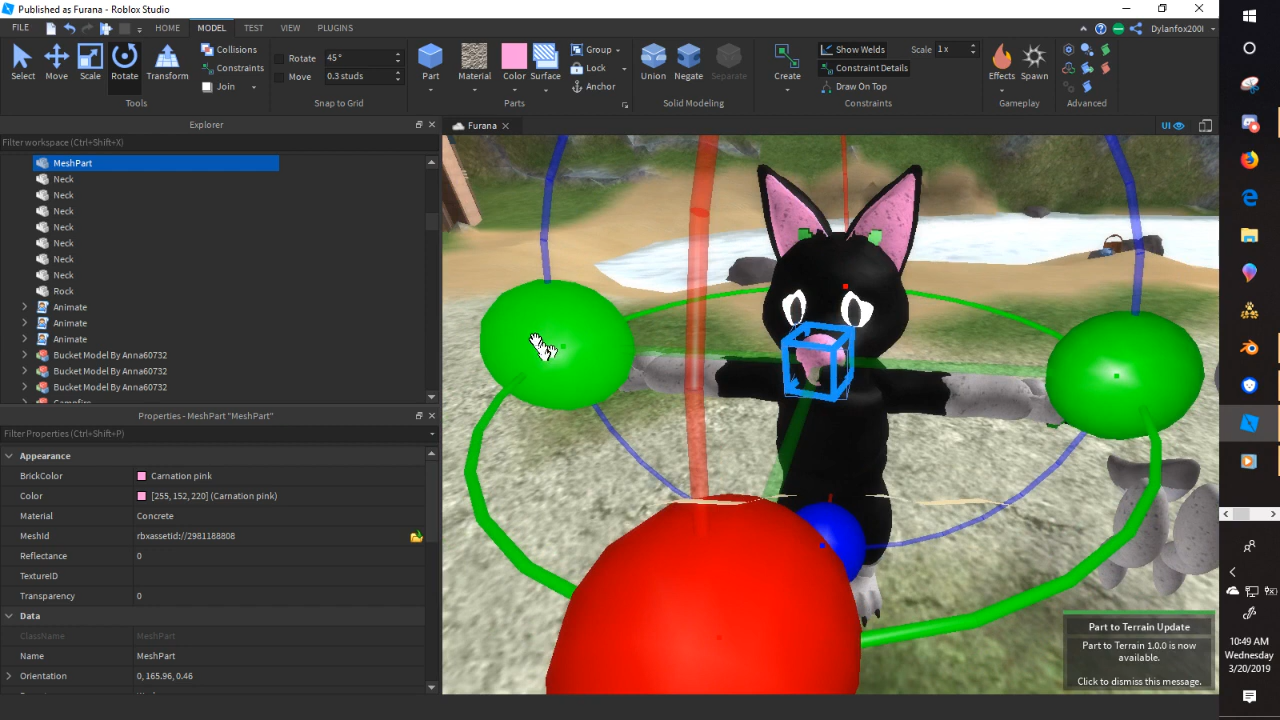 Published as Furana - Roblox Studio
FILE HOME MODEL TEST VIEW PLUGINS
Dylanfox200I
Select Move Scale Rotate Transform
Collisions
Constraints
Join
Tools
Rotate 45°
Move 0.3 studs
Snap to Grid
Part Material Color Surface
Group
Lock
Anchor
Parts
Union Negate Separate
Solid Modeling
Create
Show Welds
Scale 1 x
Constraint Details
Draw On Top
Constraints
Effects Spawn
Gameplay
Advanced
Explorer
Filter workspace (Ctrl+Shift+X)
MeshPart
Neck
Neck
Neck
Neck
Neck
Neck
Neck
Rock
Animate
Animate
Animate
Bucket Model By Anna60732
Bucket Model By Anna60732
Bucket Model By Anna60732
Campfire
Properties - MeshPart "MeshPart"
Filter Properties (Ctrl+Shift+P)
Appearance
BrickColor Carnation pink
Color [255, 152, 220] (Carnation pink)
Material Concrete
MeshId rbxassetid://2981188808
Reflectance 0
TextureID
Transparency 0
Data
ClassName MeshPart
Name MeshPart
Orientation 0, 165.96, 0.46
Furana
UI
Part to Terrain Update
Part to Terrain 1.0.0 is now
available.
Click to dismiss this message.
10:49 AM
Wednesday
3/20/2019